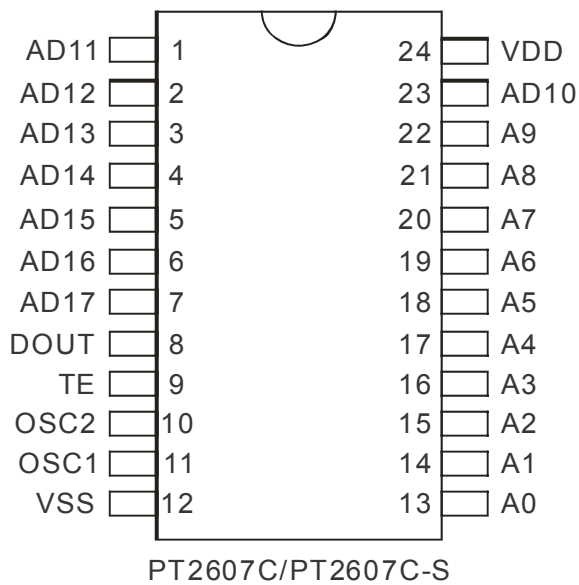 AD11 1 24 VDD
AD12 2 23 AD10
AD13 3 22 A9
AD14 4 21 A8
AD15 5 20 A7
AD16 6 19 A6
AD17 7 18 A5
DOUT 8 17 A4
TE 9 16 A3
OSC2 10 15 A2
OSC1 11 14 A1
VSS 12 13 A0
PT2607C/PT2607C-S